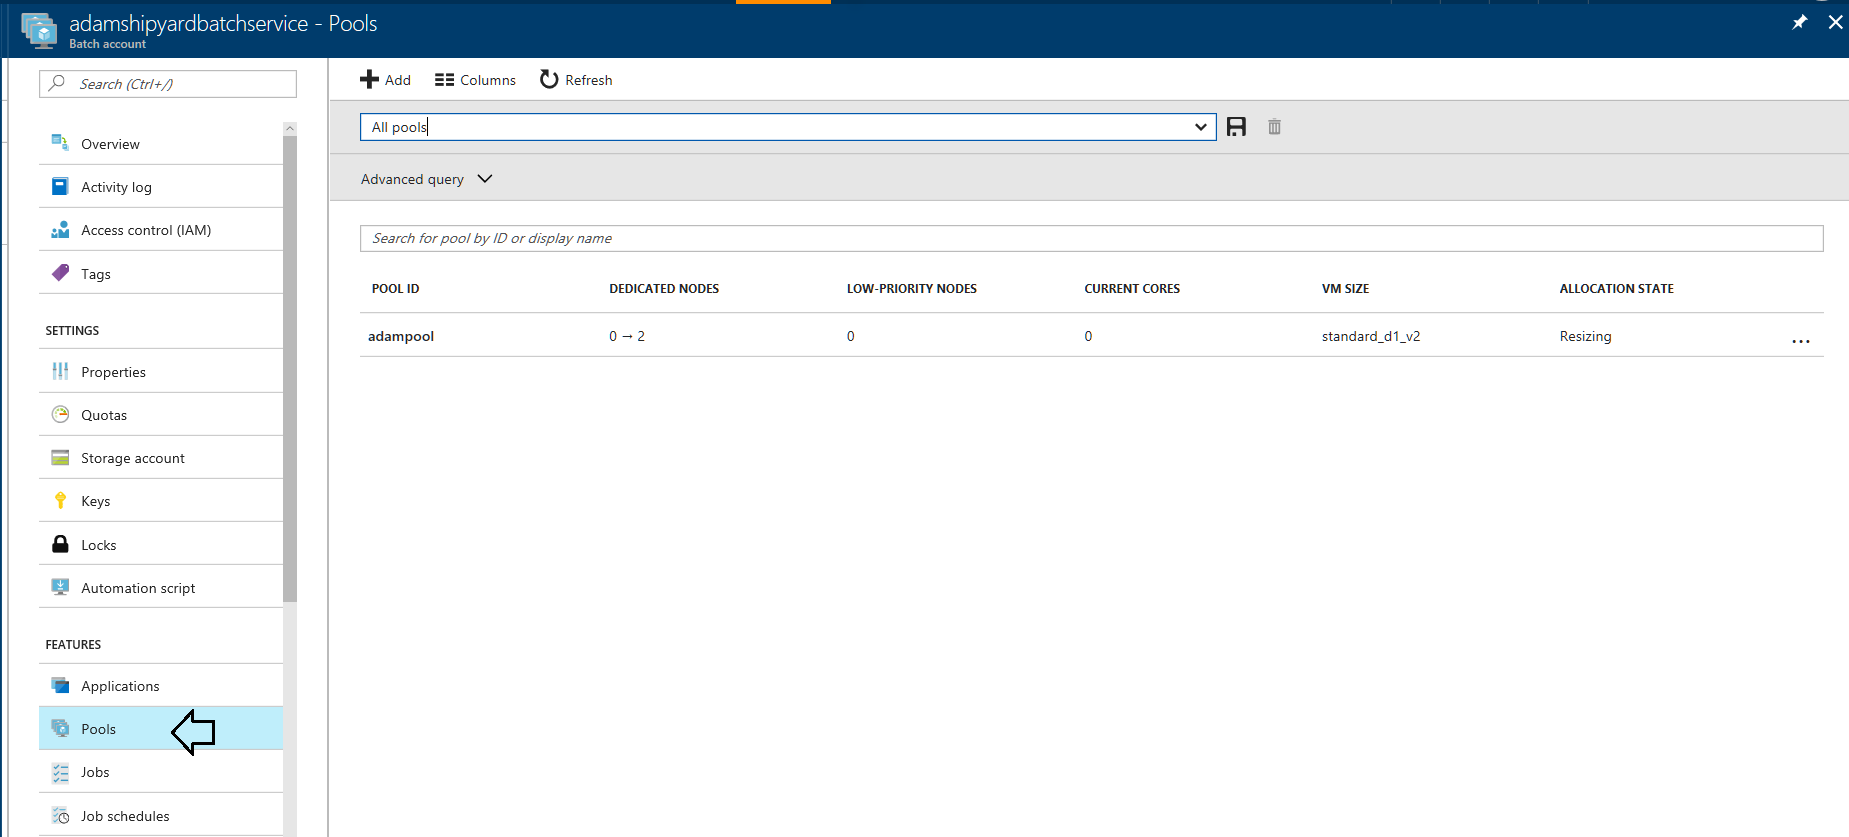 adamshipyardbatchservice - Pools
Batch account
Search (Ctrl+/)
Overview
Activity log
Access control (IAM)
Tags
SETTINGS
Properties
Quotas
Storage account
Keys
Locks
Automation script
FEATURES
Applications
Pools
Jobs
Job schedules
Add Columns Refresh
All pools
Advanced query
Search for pool by ID or display name
POOL ID DEDICATED NODES LOW-PRIORITY NODES CURRENT CORES VM SIZE ALLOCATION STATE
adampool 0 → 2 0 0 standard_d1_v2 Resizing ...